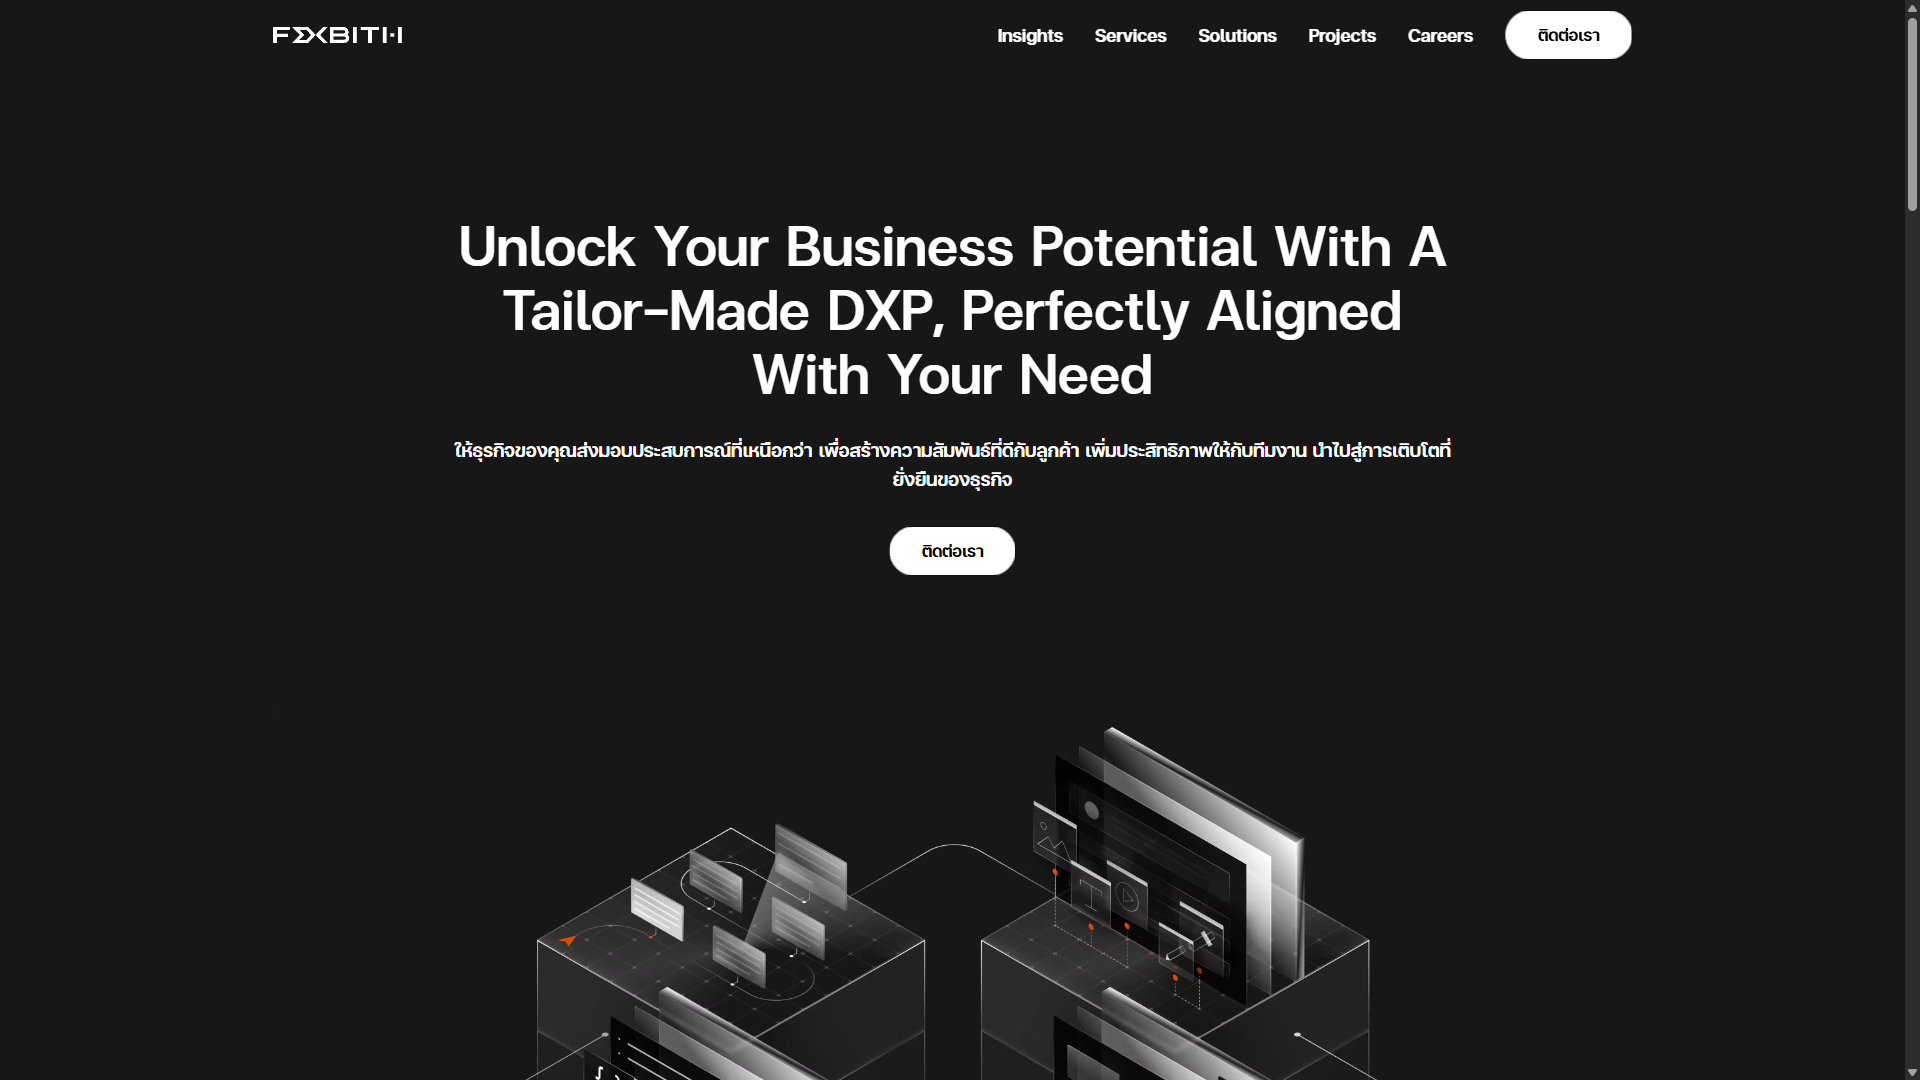 FOXBITH
Insights
Services
Solutions
Projects
Careers
ติดต่อเรา
Unlock Your Business Potential With A
Tailor-Made DXP, Perfectly Aligned
With Your Need
ให้ธุรกิจของคุณส่งมอบประสบการณ์ที่เหนือกว่า เพื่อสร้างความสัมพันธ์ที่ดีกับลูกค้า เพิ่มประสิทธิภาพให้กับทีมงาน นำไปสู่การเติบโตที่
ยั่งยืนของธุรกิจ
ติดต่อเรา
T